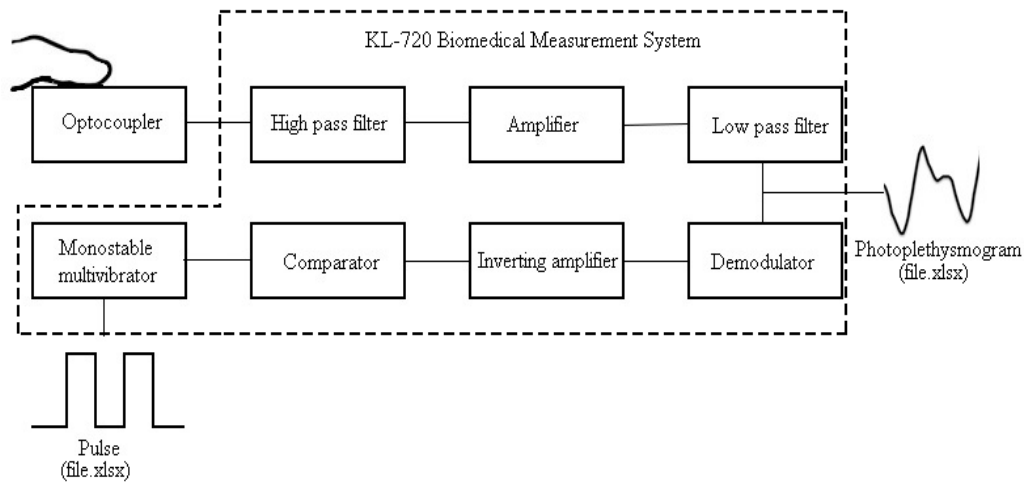 KL-720 Biomedical Measurement System
Optocoupler
High pass filter
Amplifier
Low pass filter
Monostable
multivibrator
Comparator
Inverting amplifier
Demodulator
Photoplethysmogram
(file.xlsx)
Pulse
(file.xlsx)